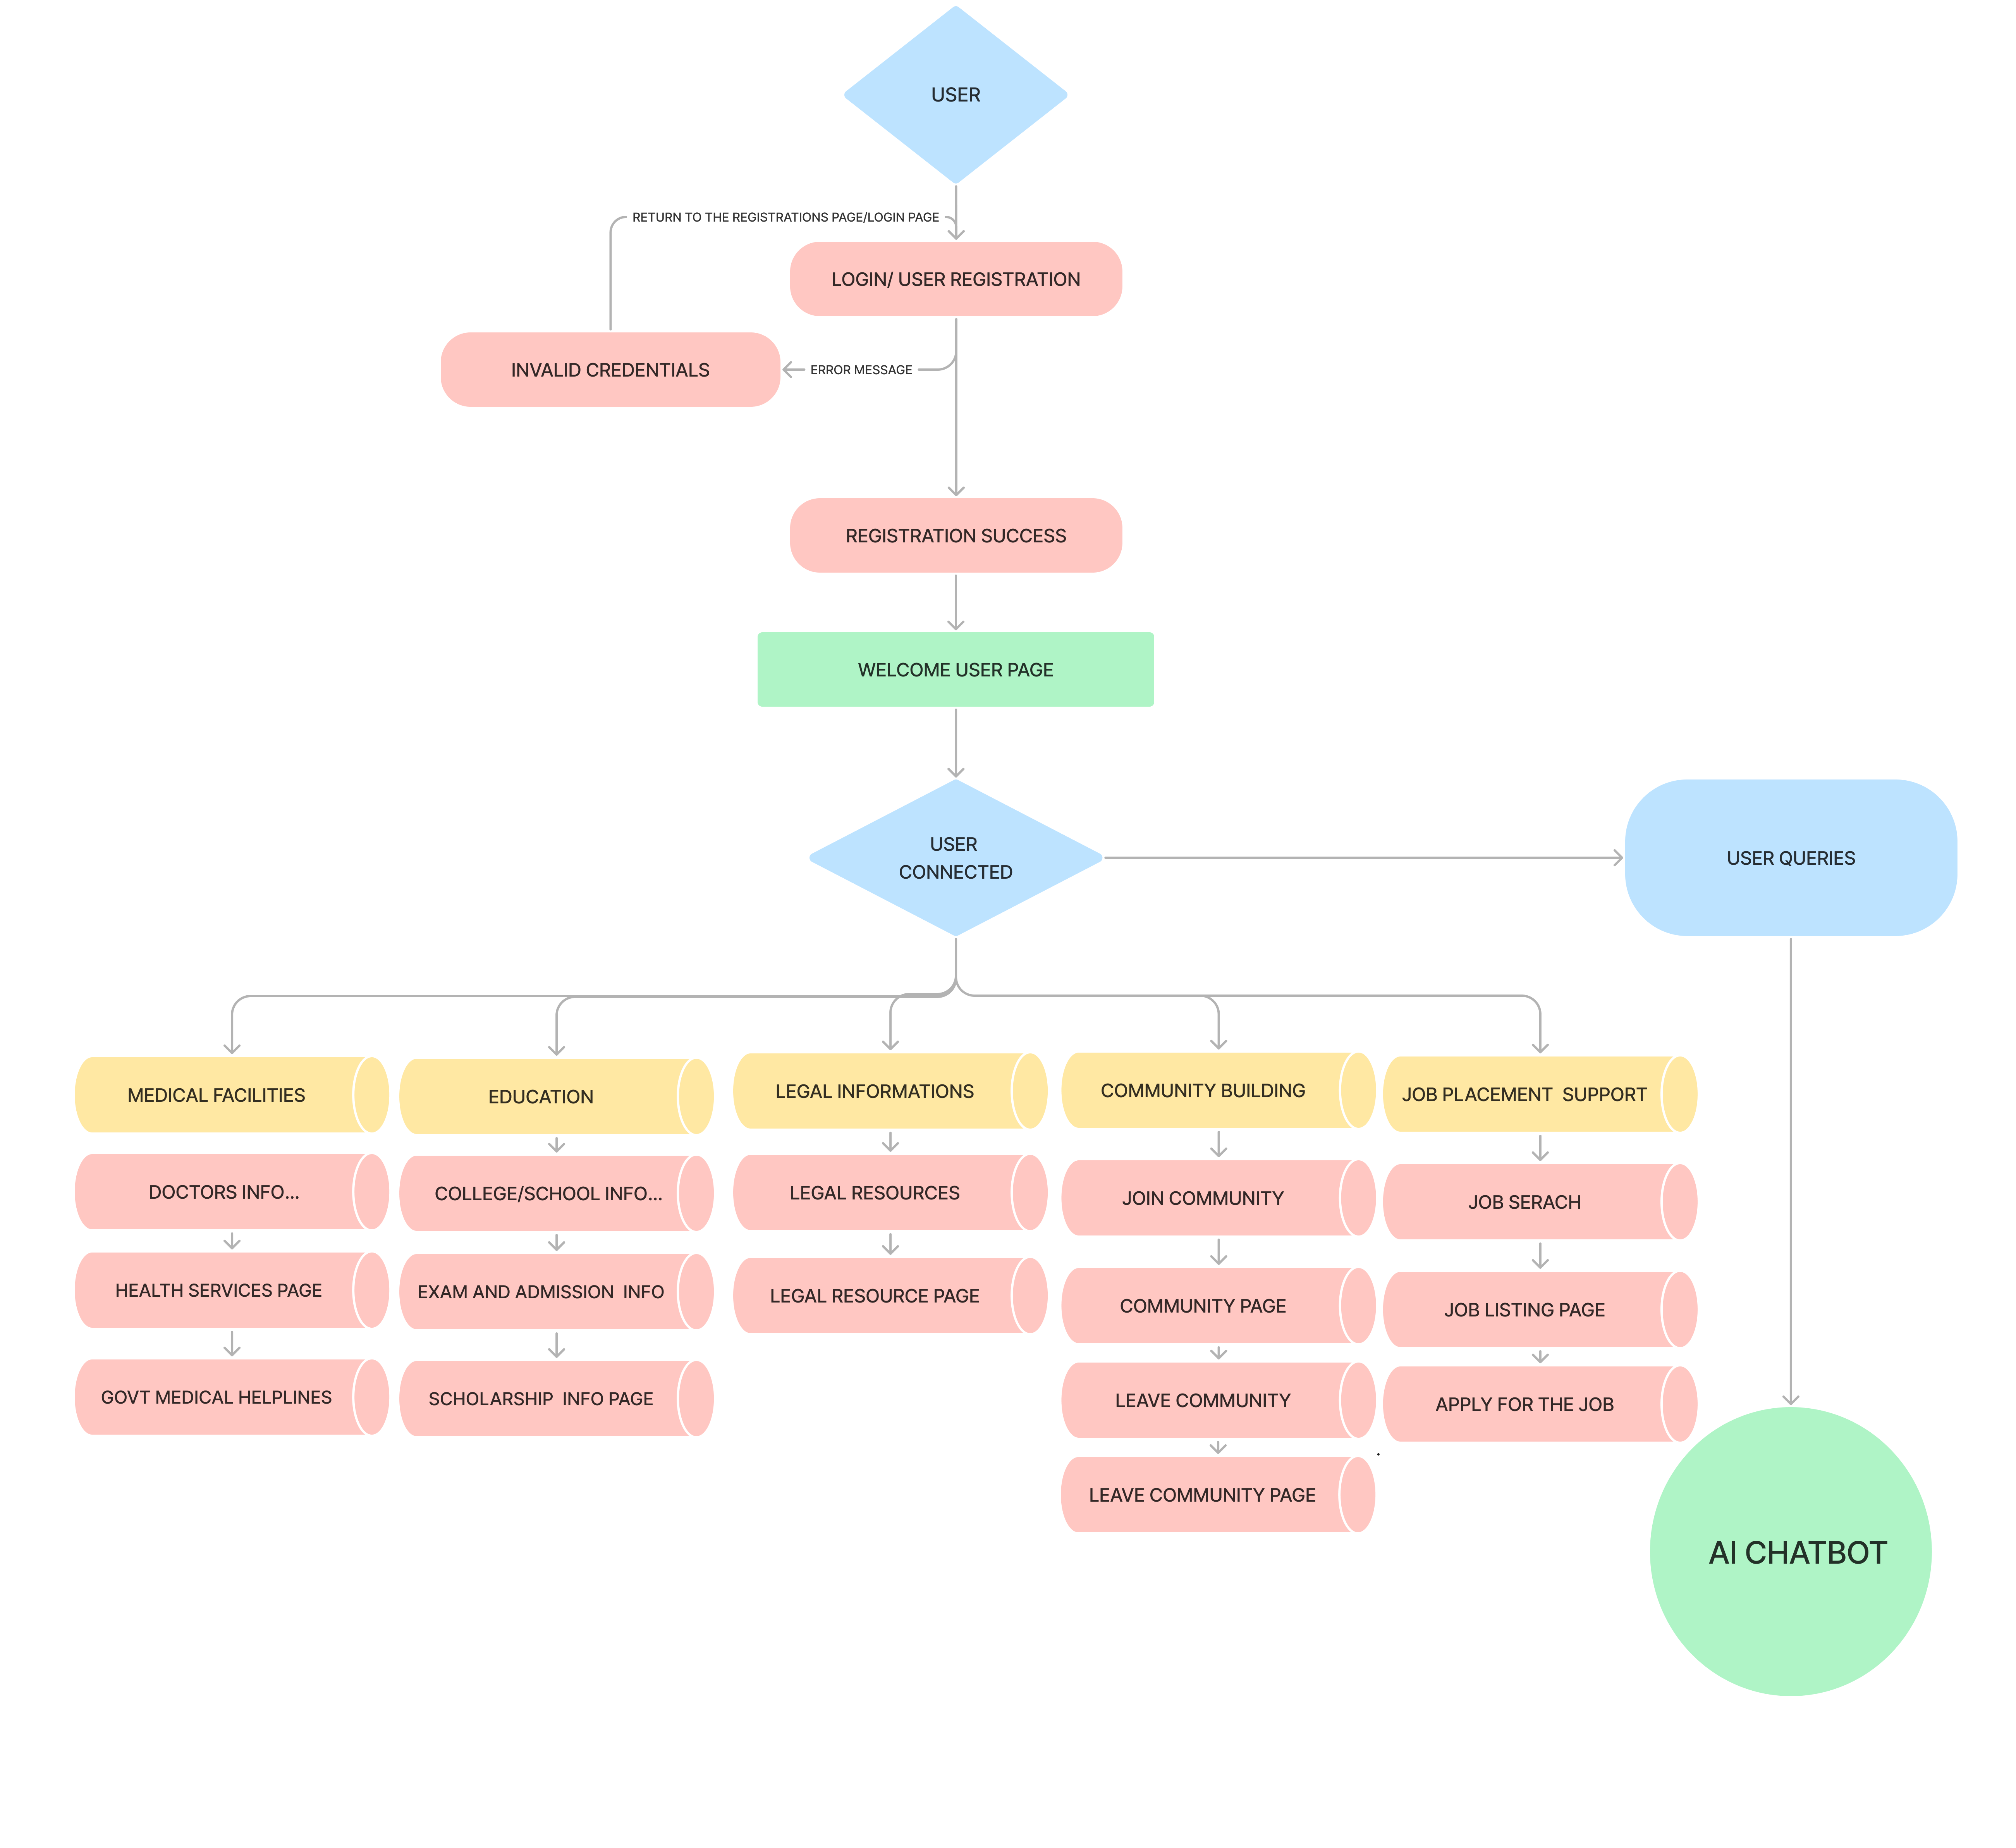 USER
RETURN TO THE REGISTRATIONS PAGE/LOGIN PAGE
LOGIN/ USER REGISTRATION
INVALID CREDENTIALS
ERROR MESSAGE
REGISTRATION SUCCESS
WELCOME USER PAGE
USER
CONNECTED
USER QUERIES
MEDICAL FACILITIES
DOCTORS INFO...
HEALTH SERVICES PAGE
GOVT MEDICAL HELPLINES
EDUCATION
COLLEGE/SCHOOL INFO...
EXAM AND ADMISSION  INFO
SCHOLARSHIP  INFO PAGE
LEGAL INFORMATIONS
LEGAL RESOURCES
LEGAL RESOURCE PAGE
COMMUNITY BUILDING
JOIN COMMUNITY
COMMUNITY PAGE
LEAVE COMMUNITY
LEAVE COMMUNITY PAGE
JOB PLACEMENT  SUPPORT
JOB SERACH
JOB LISTING PAGE
APPLY FOR THE JOB
.
AI CHATBOT